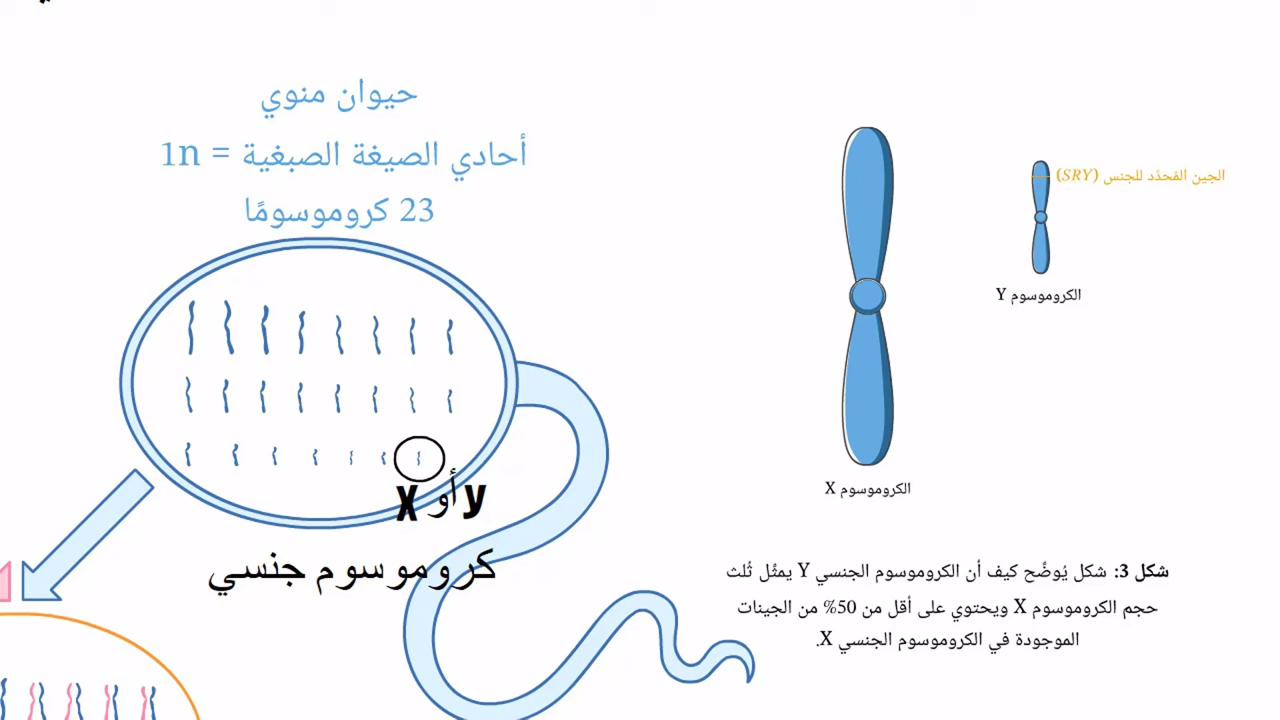 حيوان منوي
أحادي الصيغة الصبغية = 1n
23 كروموسومًا
y أو X
كروموسوم جنسي
الجين المُحدِّد للجنس (SRY)
الكروموسوم Y
الكروموسوم X
شكل 3: شكل يُوضِّح كيف أن الكروموسوم الجنسي Y يمثِّل ثُلث
حجم الكروموسوم X ويحتوي على أقل من 50% من الجينات
الموجودة في الكروموسوم الجنسي X.